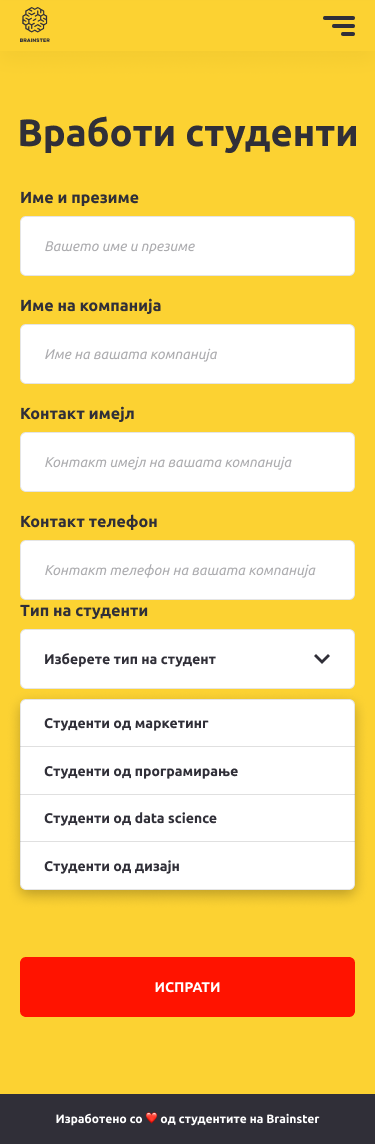 BRAINSTER
Вработи студенти
Име и презиме
Вашето име и презиме
Име на компанија
Име на вашата компанија
Контакт имејл
Контакт имејл на вашата компанија
Контакт телефон
Контакт телефон на вашата компанија
Тип на студенти
Изберете тип на студент
Студенти од маркетинг
Студенти од програмирање
Студенти од data science
Студенти од дизајн
ИСПРАТИ
Изработено со ❤️ од студентите на Brainster